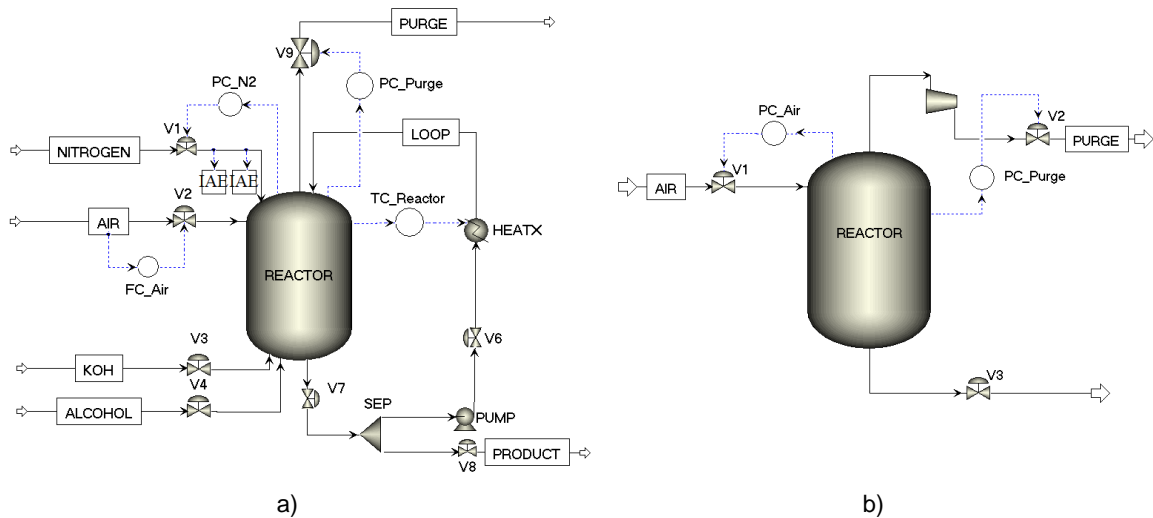 PURGE
V9
PC_N2
PC_Purge
V1
LOOP
NITROGEN
IAE IAE
V2
TC_Reactor
AIR
HEATX
REACTOR
FC_Air
V3
V6
KOH
V4
V7
ALCOHOL
SEP
PUMP
V8
PRODUCT
a)
PC_Air
V2
V1
PURGE
AIR
PC_Purge
REACTOR
V3
b)